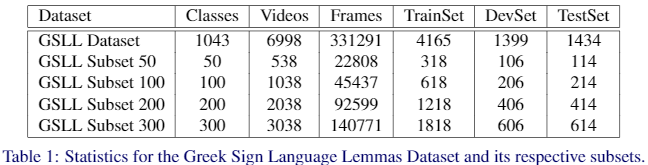 Dataset Classes Videos Frames TrainSet DevSet TestSet
GSLL Dataset 1043 6998 331291 4165 1399 1434
GSLL Subset 50 50 538 22808 318 106 114
GSLL Subset 100 100 1038 45437 618 206 214
GSLL Subset 200 200 2038 92599 1218 406 414
GSLL Subset 300 300 3038 140771 1818 606 614
Table 1: Statistics for the Greek Sign Language Lemmas Dataset and its respective subsets.